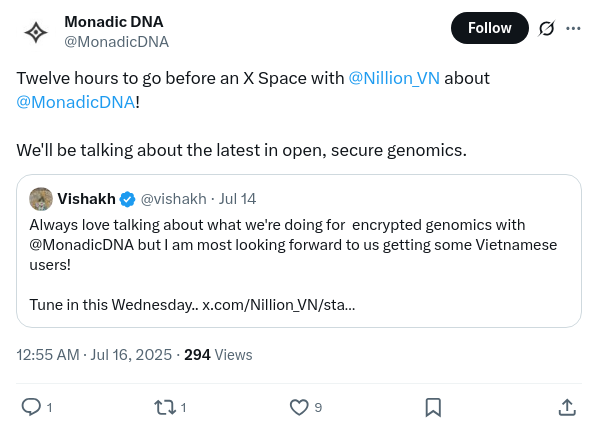 Monadic DNA
@MonadicDNA
Follow
Twelve hours to go before an X Space with @Nillion_VN about
@MonadicDNA!
We'll be talking about the latest in open, secure genomics.
Vishakh @vishakh · Jul 14
Always love talking about what we're doing for encrypted genomics with
@MonadicDNA but I am most looking forward to us getting some Vietnamese
users!
Tune in this Wednesday.. x.com/Nillion_VN/sta...
12:55 AM · Jul 16, 2025 · 294 Views
1 1 9